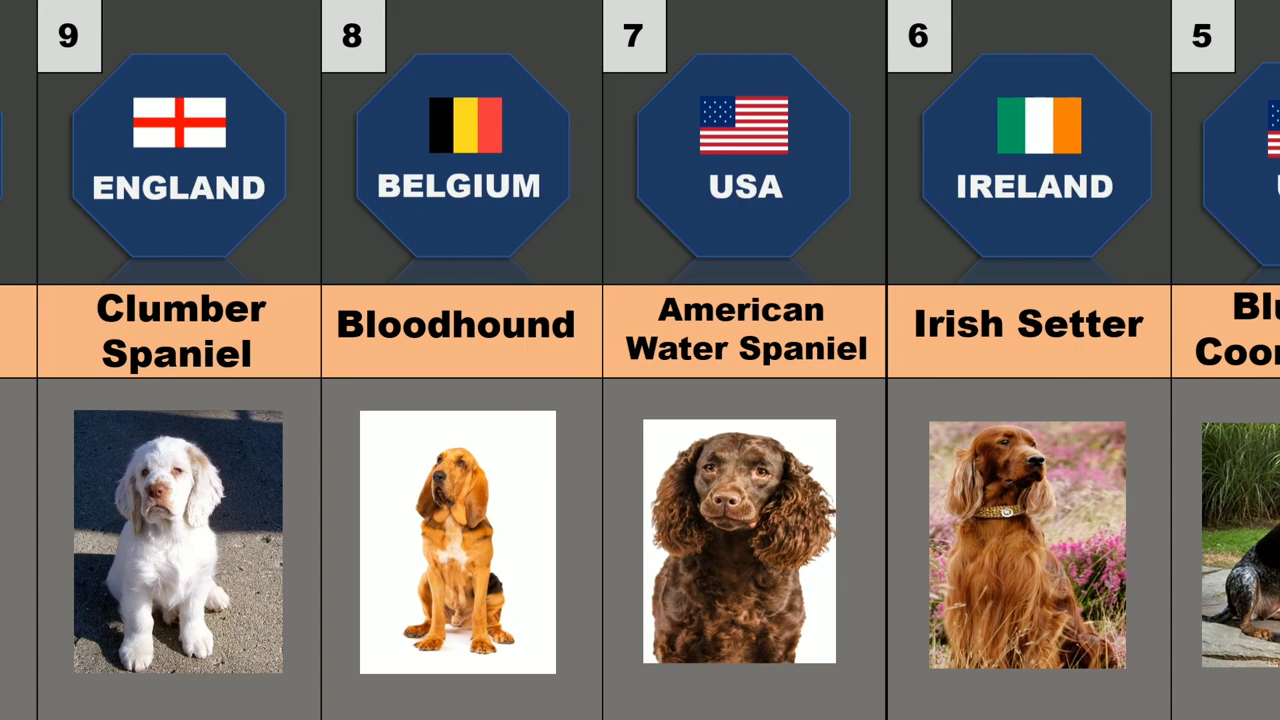 9
8
7
6
5
ENGLAND
BELGIUM
USA
IRELAND
Clumber
Spaniel
Bloodhound
American
Water Spaniel
Irish Setter